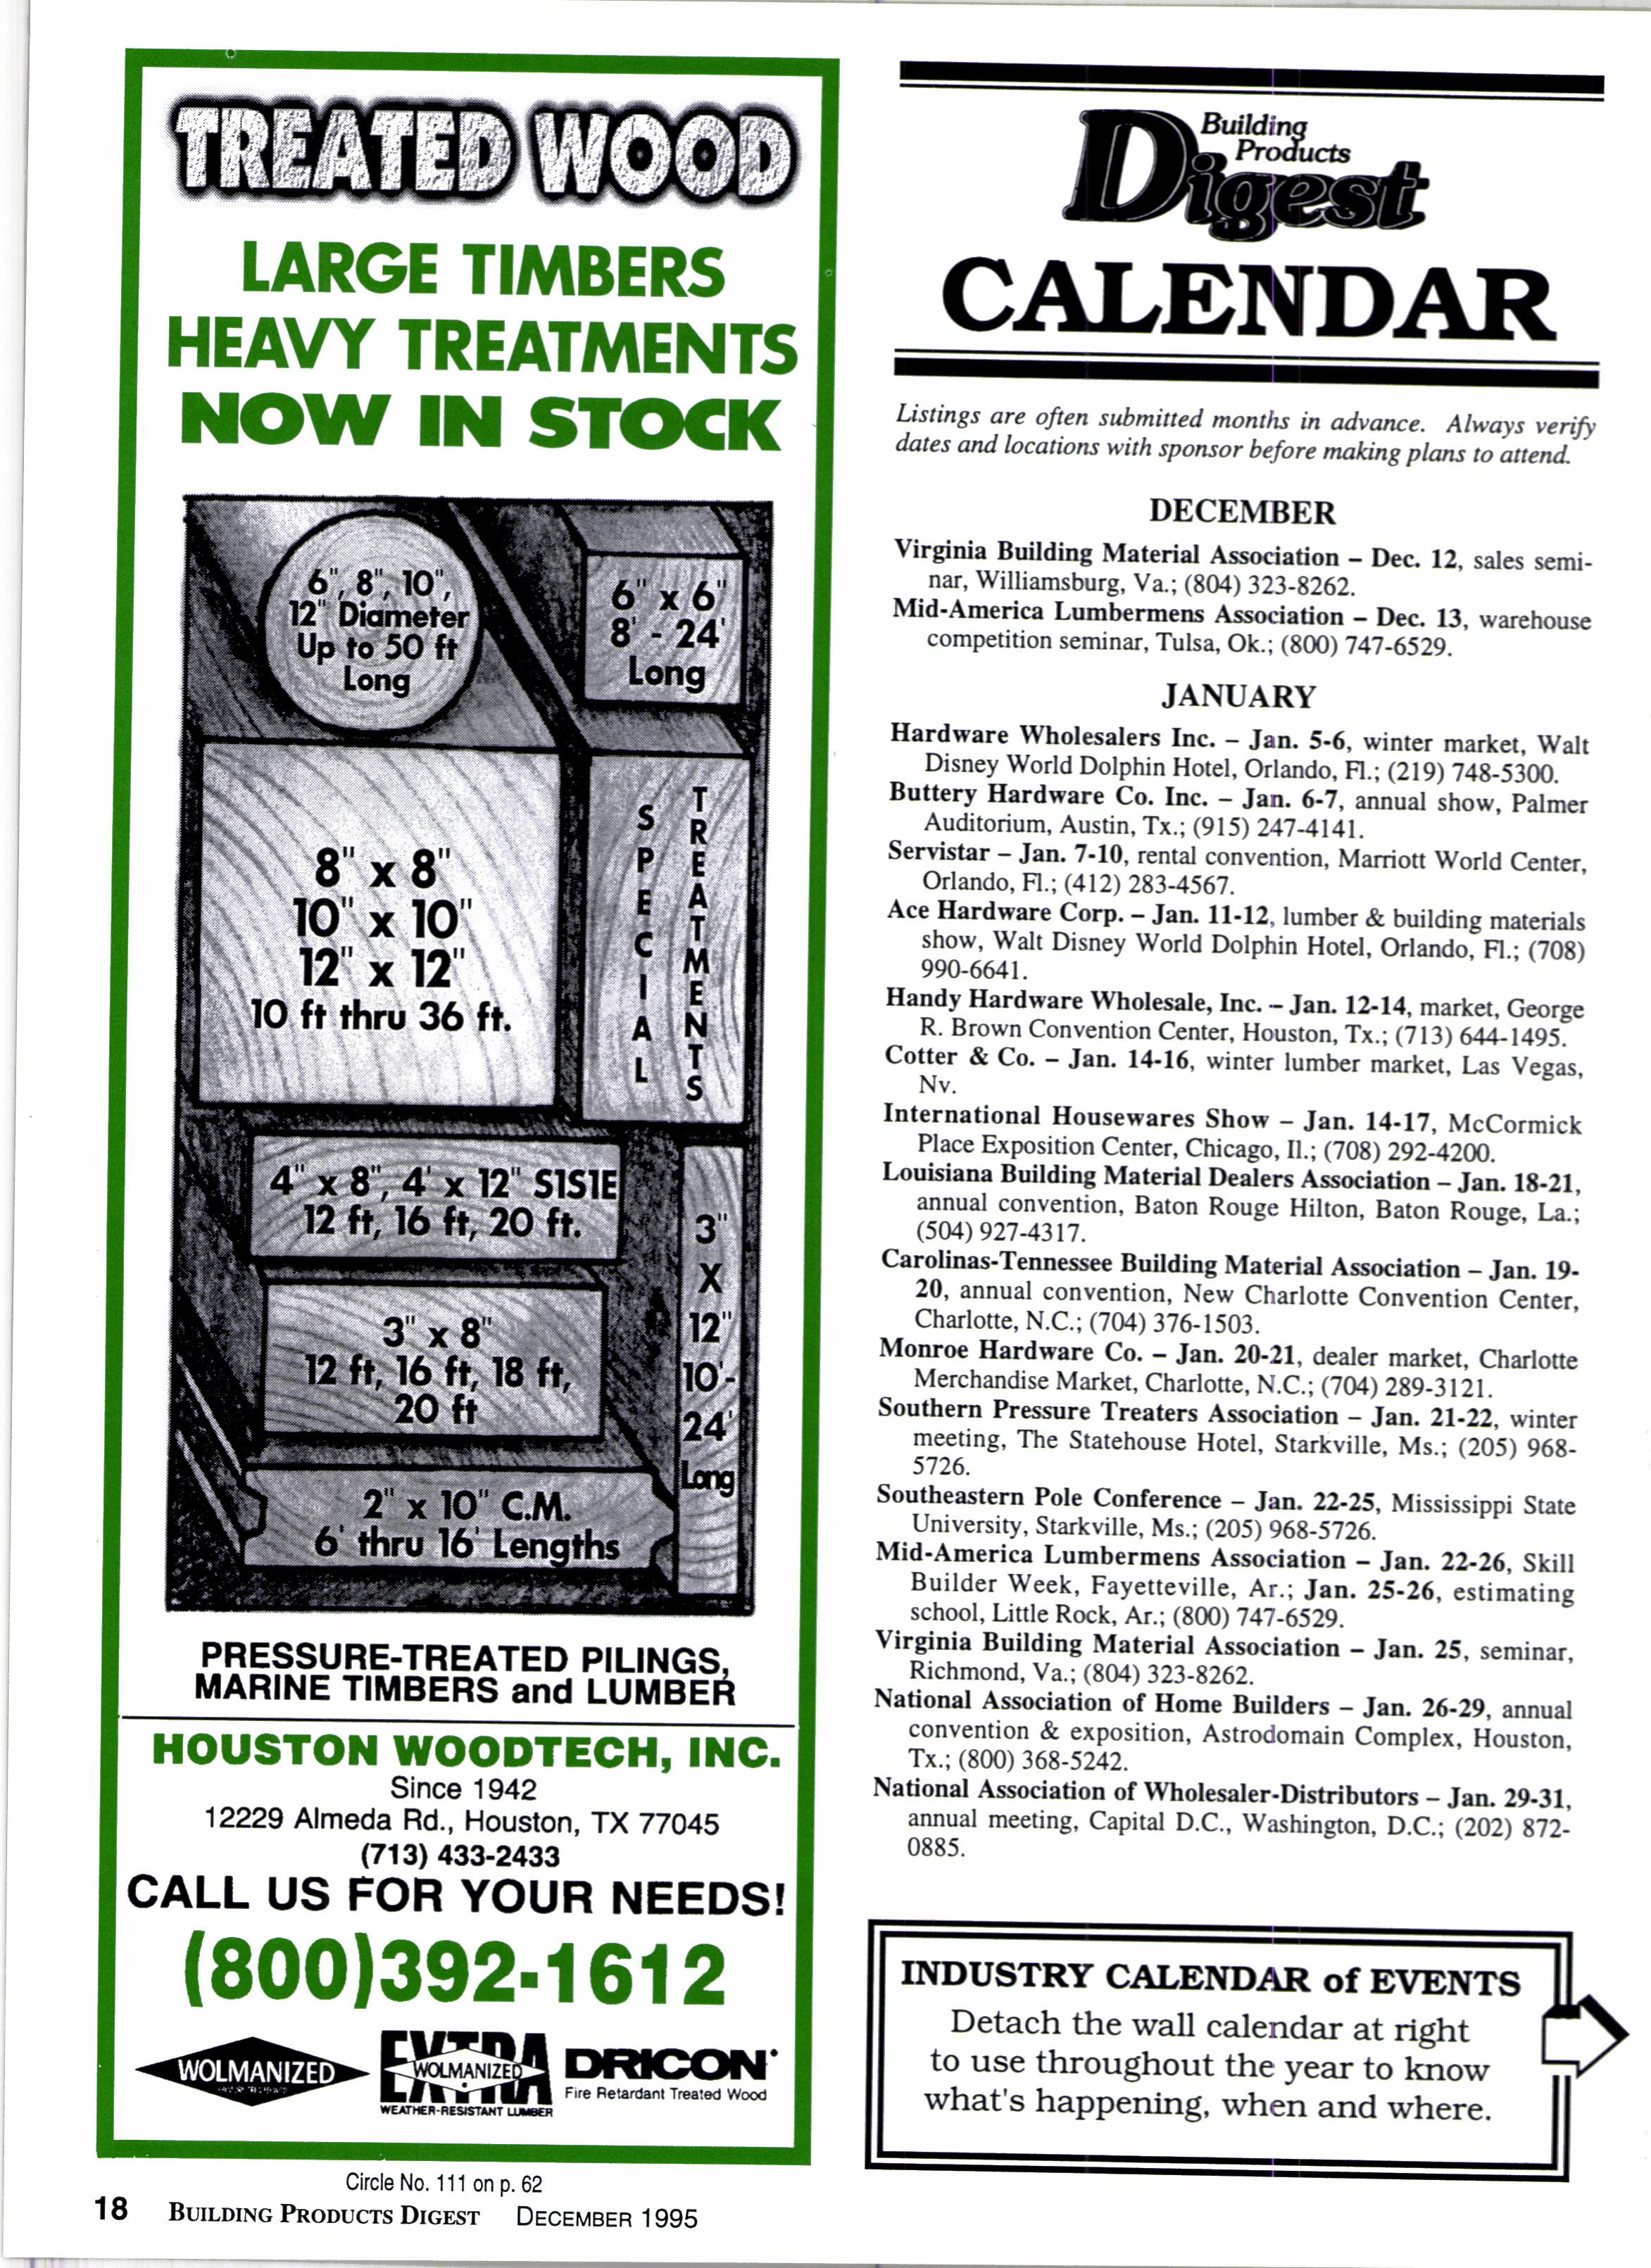 TREATED WOOD
LARGE TIMBERS
HEAVY TREATMENTS
NOW IN STOCK
6", 8", 10",
12" Diameter
Up to 50 ft
Long
6" x 6"
8' - 24'
Long
8" x 8"
10" x 10"
12" x 12"
10 ft thru 36 ft.
SPECIAL
TREATMENTS
4" x 8", 4' x 12" S1S1E
12 ft, 16 ft, 20 ft.
3" x 8"
12 ft, 16 ft, 18 ft,
20 ft
3"
X
12"
10'-
24'
Long
2" x 10" C.M.
6' thru 16' Lengths
PRESSURE-TREATED PILINGS,
MARINE TIMBERS and LUMBER
HOUSTON WOODTECH, INC.
Since 1942
12229 Almeda Rd., Houston, TX 77045
(713) 433-2433
CALL US FOR YOUR NEEDS!
(800)392-1612
WOLMANIZED
EXTRA
WOLMANIZED
WEATHER-RESISTANT LUMBER
DRICON
Fire Retardant Treated Wood
Circle No. 111 on p. 62
18 BUILDING PRODUCTS DIGEST DECEMBER 1995
Building
Products
Digest
CALENDAR
Listings are often submitted months in advance. Always verify
dates and locations with sponsor before making plans to attend.
DECEMBER
Virginia Building Material Association – Dec. 12, sales semi-
nar, Williamsburg, Va.; (804) 323-8262.
Mid-America Lumbermens Association – Dec. 13, warehouse
competition seminar, Tulsa, Ok.; (800) 747-6529.
JANUARY
Hardware Wholesalers Inc. – Jan. 5-6, winter market, Walt
Disney World Dolphin Hotel, Orlando, Fl.; (219) 748-5300.
Buttery Hardware Co. Inc. – Jan. 6-7, annual show, Palmer
Auditorium, Austin, Tx.; (915) 247-4141.
Servistar – Jan. 7-10, rental convention, Marriott World Center,
Orlando, Fl.; (412) 283-4567.
Ace Hardware Corp. – Jan. 11-12, lumber & building materials
show, Walt Disney World Dolphin Hotel, Orlando, Fl.; (708)
990-6641.
Handy Hardware Wholesale, Inc. – Jan. 12-14, market, George
R. Brown Convention Center, Houston, Tx.; (713) 644-1495.
Cotter & Co. – Jan. 14-16, winter lumber market, Las Vegas,
Nv.
International Housewares Show – Jan. 14-17, McCormick
Place Exposition Center, Chicago, Il.; (708) 292-4200.
Louisiana Building Material Dealers Association – Jan. 18-21,
annual convention, Baton Rouge Hilton, Baton Rouge, La.;
(504) 927-4317.
Carolinas-Tennessee Building Material Association – Jan. 19-
20, annual convention, New Charlotte Convention Center,
Charlotte, N.C.; (704) 376-1503.
Monroe Hardware Co. – Jan. 20-21, dealer market, Charlotte
Merchandise Market, Charlotte, N.C.; (704) 289-3121.
Southern Pressure Treaters Association – Jan. 21-22, winter
meeting, The Statehouse Hotel, Starkville, Ms.; (205) 968-
5726.
Southeastern Pole Conference – Jan. 22-25, Mississippi State
University, Starkville, Ms.; (205) 968-5726.
Mid-America Lumbermens Association – Jan. 22-26, Skill
Builder Week, Fayetteville, Ar.; Jan. 25-26, estimating
school, Little Rock, Ar.; (800) 747-6529.
Virginia Building Material Association – Jan. 25, seminar,
Richmond, Va.; (804) 323-8262.
National Association of Home Builders – Jan. 26-29, annual
convention & exposition, Astrodomain Complex, Houston,
Tx.; (800) 368-5242.
National Association of Wholesaler-Distributors – Jan. 29-31,
annual meeting, Capital D.C., Washington, D.C.; (202) 872-
0885.
INDUSTRY CALENDAR of EVENTS
Detach the wall calendar at right
to use throughout the year to know
what's happening, when and where.